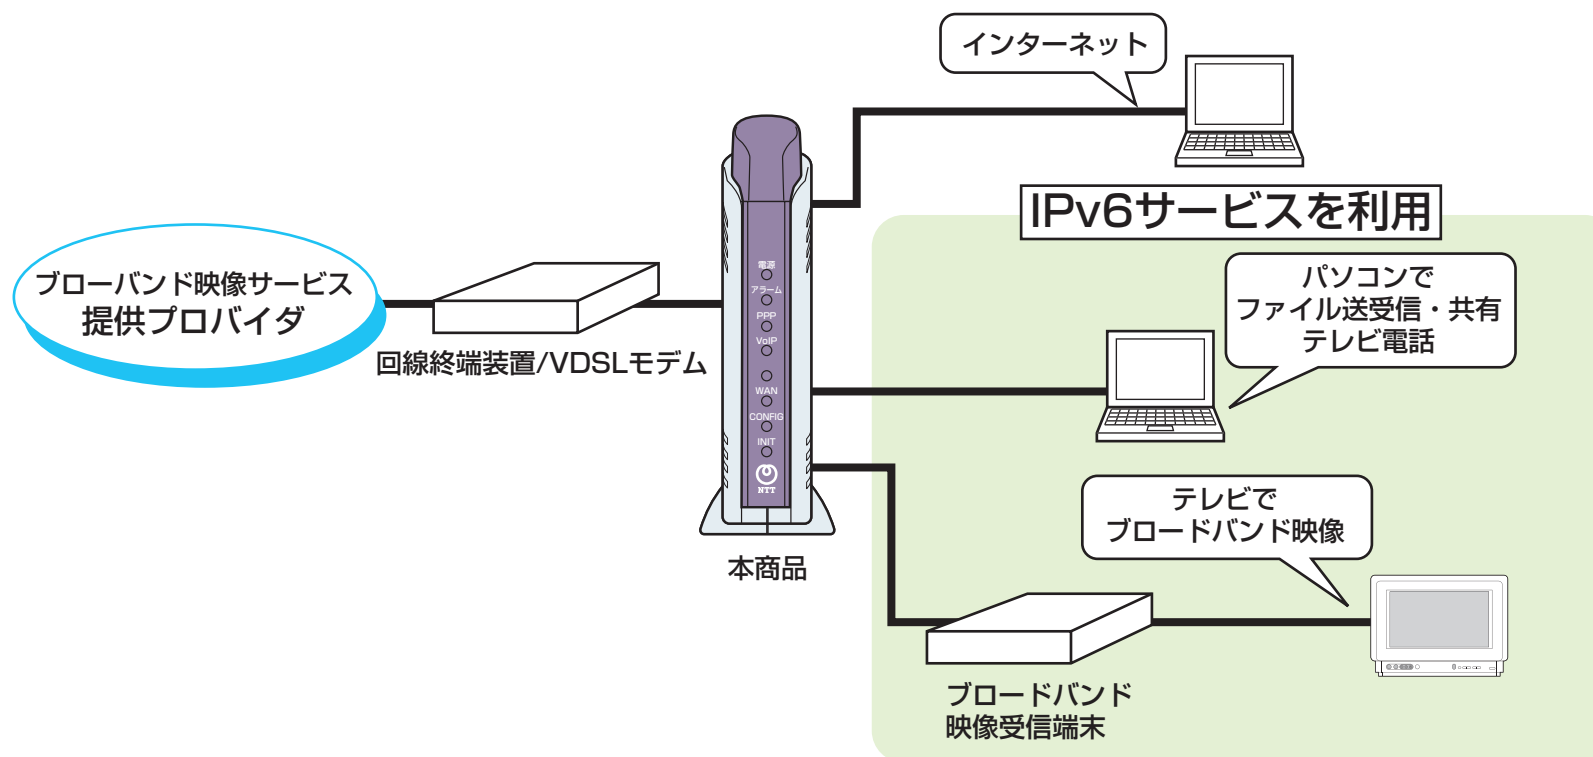 インターネット
IPv6サービスを利用
ブローバンド映像サービス
提供プロバイダ
回線終端装置/VDSLモデム
電源
アラーム
PPP
VoIP
WAN
CONFIG
INIT
NTT
本商品
パソコンで
ファイル送受信・共有
テレビ電話
テレビで
ブロードバンド映像
ブロードバンド
映像受信端末